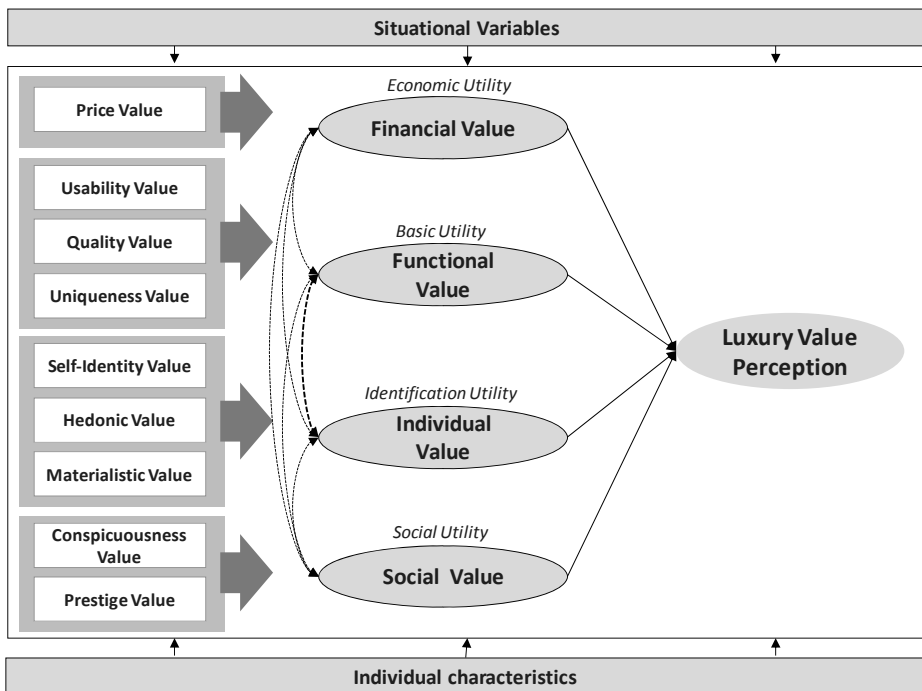 Situational Variables
Price Value
Usability Value
Quality Value
Uniqueness Value
Self-Identity Value
Hedonic Value
Materialistic Value
Conspicuousness
Value
Prestige Value
Economic Utility
Financial Value
Basic Utility
Functional
Value
Identification Utility
Individual
Value
Social Utility
Social Value
Luxury Value
Perception
Individual characteristics